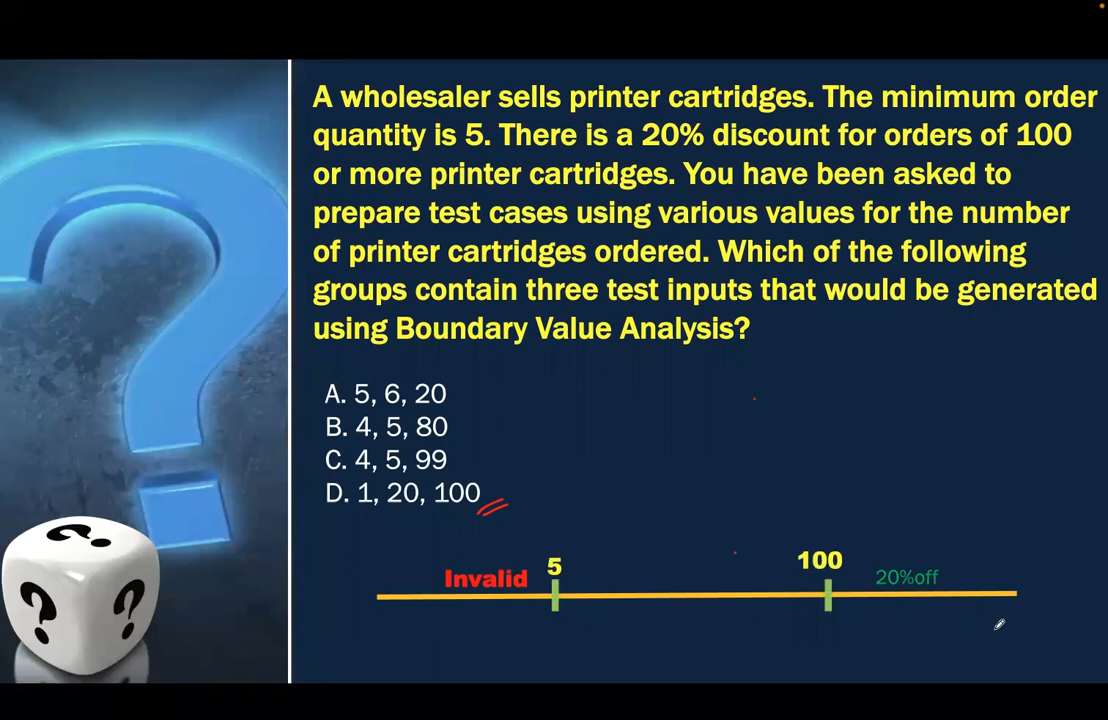 A wholesaler sells printer cartridges. The minimum order
quantity is 5. There is a 20% discount for orders of 100
or more printer cartridges. You have been asked to
prepare test cases using various values for the number
of printer cartridges ordered. Which of the following
groups contain three test inputs that would be generated
using Boundary Value Analysis?
A. 5, 6, 20
B. 4, 5, 80
C. 4, 5, 99
D. 1, 20, 100
Invalid 5 100 20%off